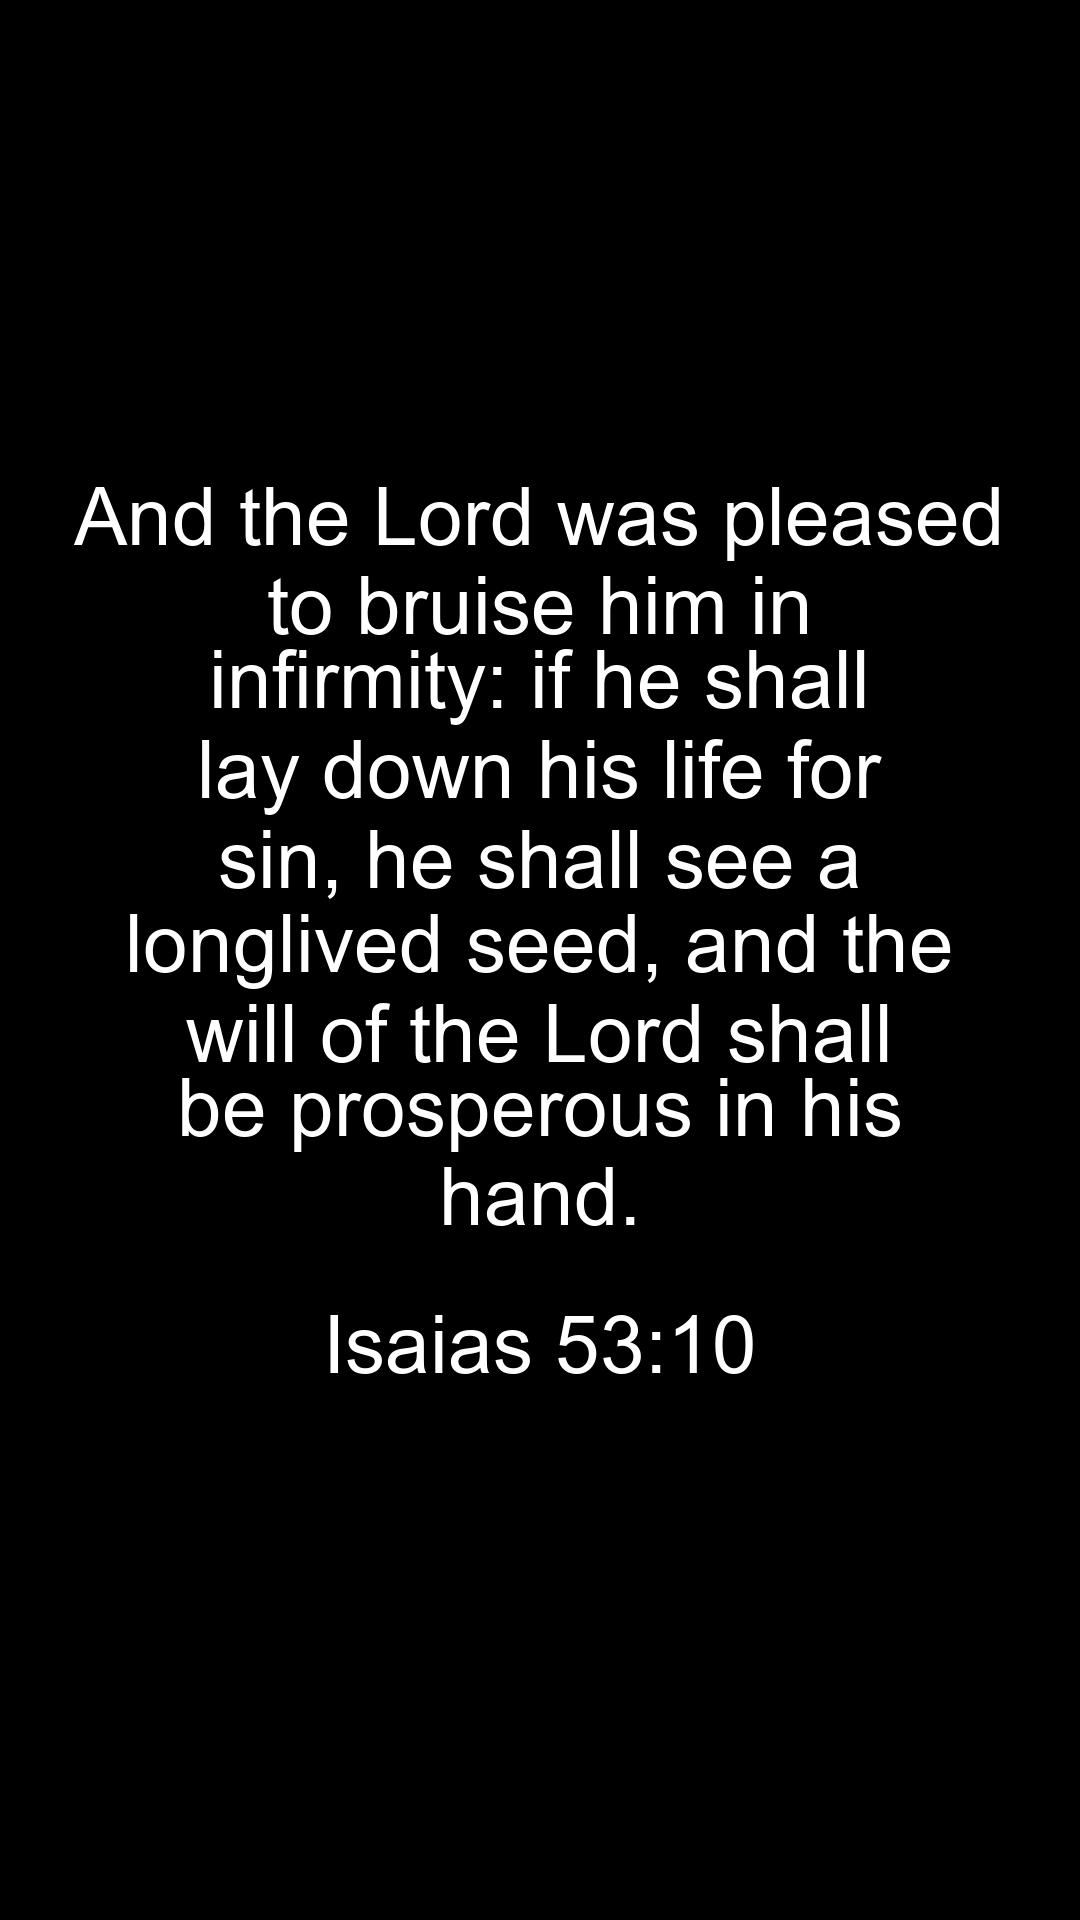 And the Lord was pleased
to bruise him in
infirmity: if he shall
lay down his life for
sin, he shall see a
longlived seed, and the
will of the Lord shall
be prosperous in his
hand.
Isaias 53:10